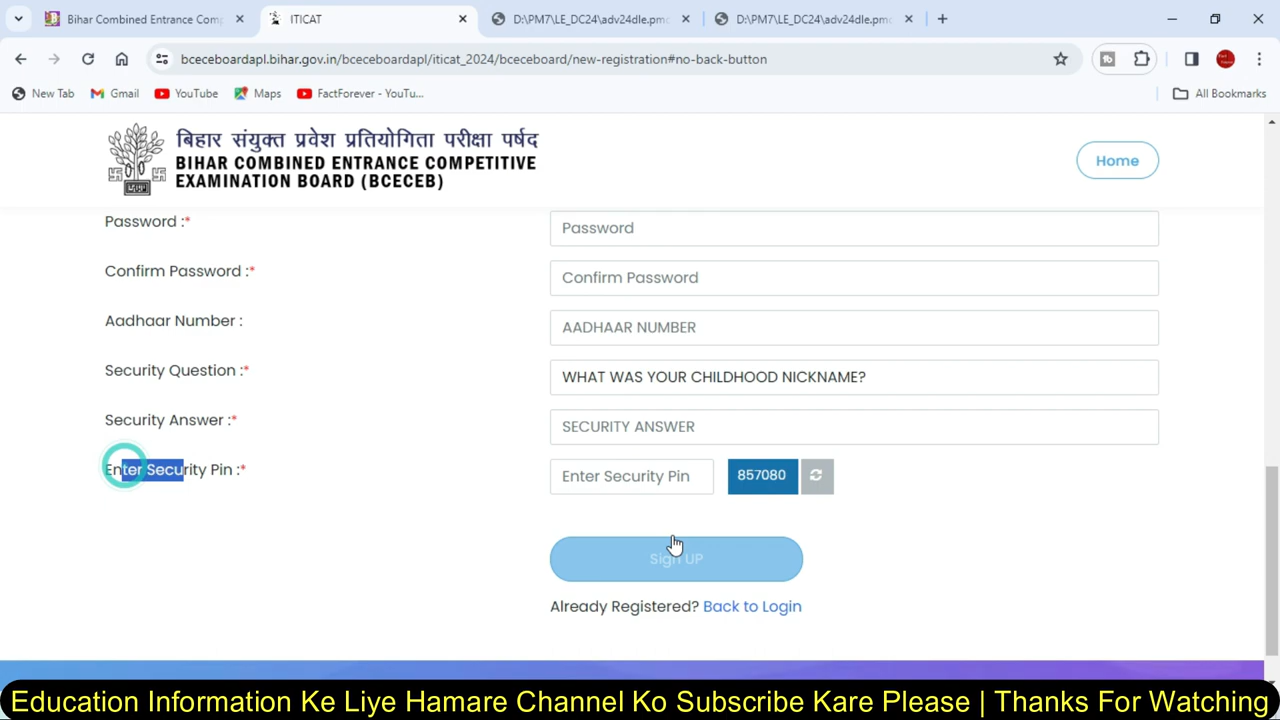 Bihar Combined Entrance Comp
ITICAT
D:\PM7\LE_DC24\adv24dle.pmc
D:\PM7\LE_DC24\adv24dle.pmc
bceceboardapl.bihar.gov.in/bceceboardapl/iticat_2024/bceceboard/new-registration#no-back-button
New Tab
Gmail
YouTube
Maps
FactForever - YouTu...
All Bookmarks
बिहार संयुक्त प्रवेश प्रतियोगिता परीक्षा पर्षद
BIHAR COMBINED ENTRANCE COMPETITIVE
EXAMINATION BOARD (BCECEB)
Home
Password :*
Password
Confirm Password :*
Confirm Password
Aadhaar Number :
AADHAAR NUMBER
Security Question :*
WHAT WAS YOUR CHILDHOOD NICKNAME?
Security Answer :*
SECURITY ANSWER
Enter Security Pin :*
Enter Security Pin
857080
Sign UP
Already Registered? Back to Login
Education Information Ke Liye Hamare Channel Ko Subscribe Kare Please | Thanks For Watching